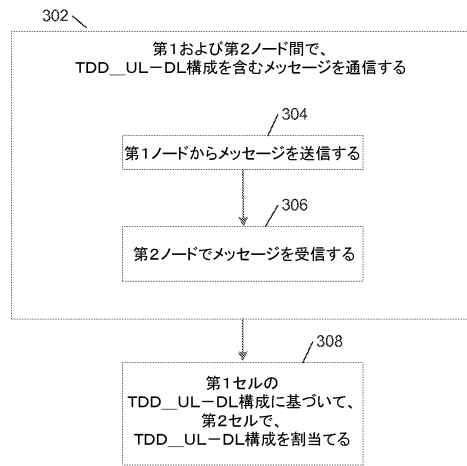 302
第1および第2ノード間で、
TDD__UL-DL構成を含むメッセージを通信する
304
第1ノードからメッセージを送信する
306
第2ノードでメッセージを受信する
308
第1セルの
TDD__UL-DL構成に基づいて、
第2セルで、
TDD__UL-DL構成を割当てる